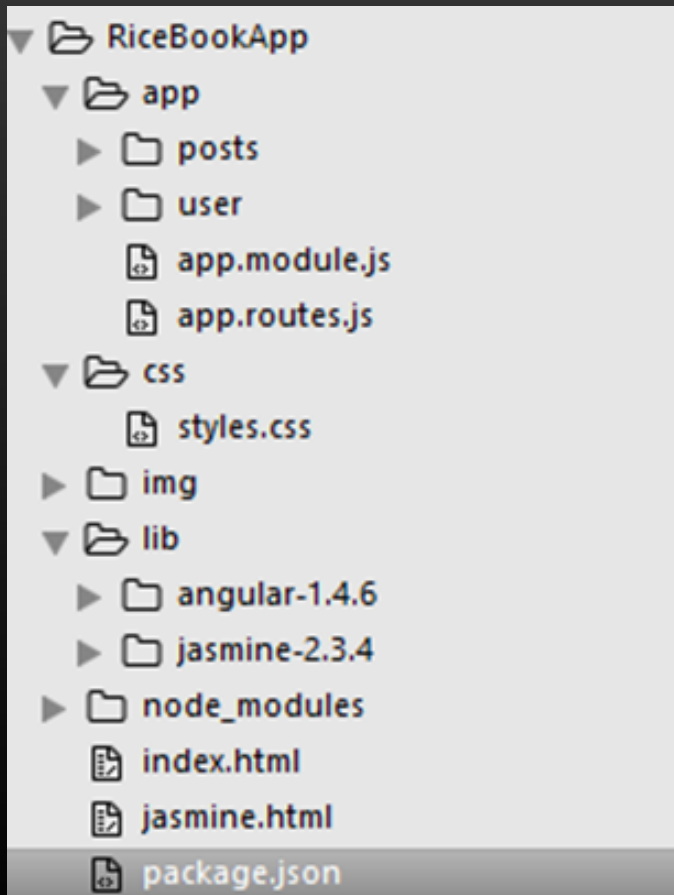 RiceBookApp
app
posts
user
app.module.js
app.routes.js
css
styles.css
img
lib
angular-1.4.6
jasmine-2.3.4
node_modules
index.html
jasmine.html
package.json